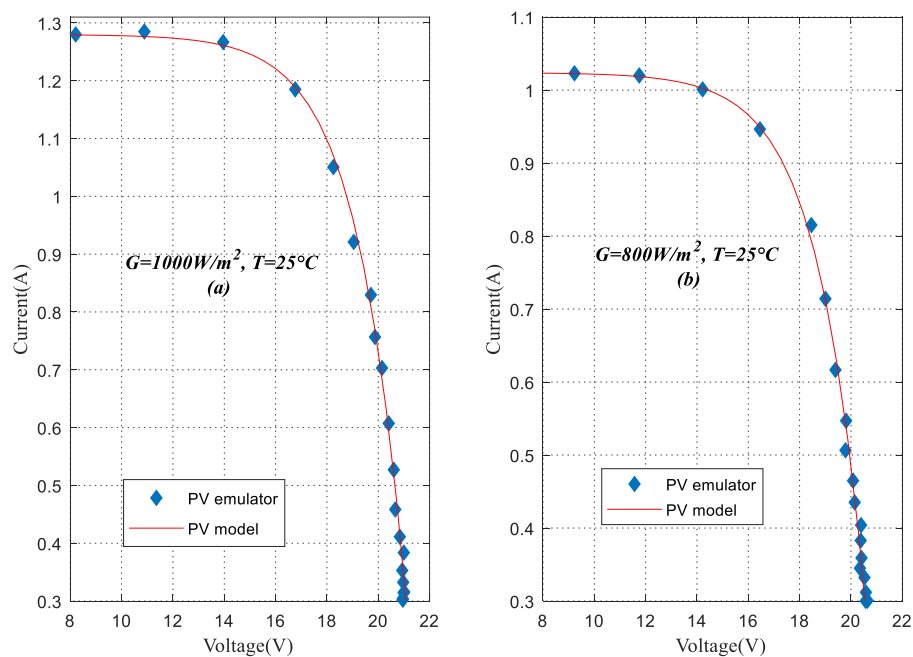 1.3
1.2
1.1
1
0.9
0.8
0.7
0.6
0.5
0.4
0.3
8 10 12 14 16 18 20 22
Current(A)
Voltage(V)
G=1000W/m², T=25°C
(a)
PV emulator
PV model
1.1
1
0.9
0.8
0.7
0.6
0.5
0.4
0.3
8 10 12 14 16 18 20 22
Current(A)
Voltage(V)
G=800W/m², T=25°C
(b)
PV emulator
PV model